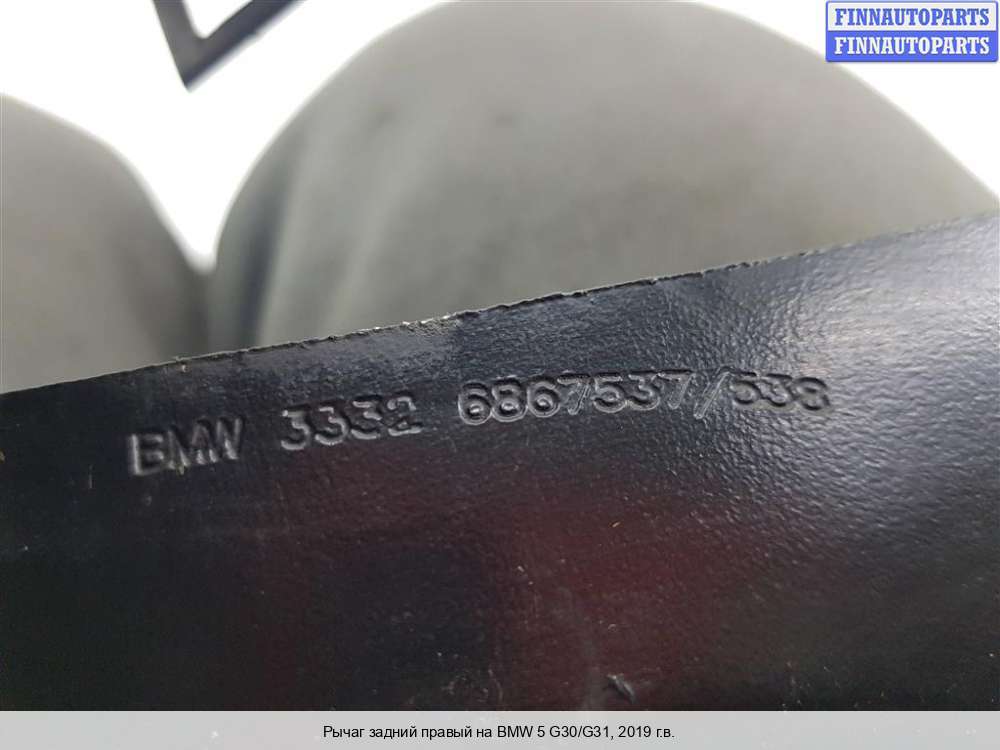 FINNAUTOPARTS
FINNAUTOPARTS
BMW 3332 6867537/538
Рычаг задний правый на BMW 5 G30/G31, 2019 г.в.